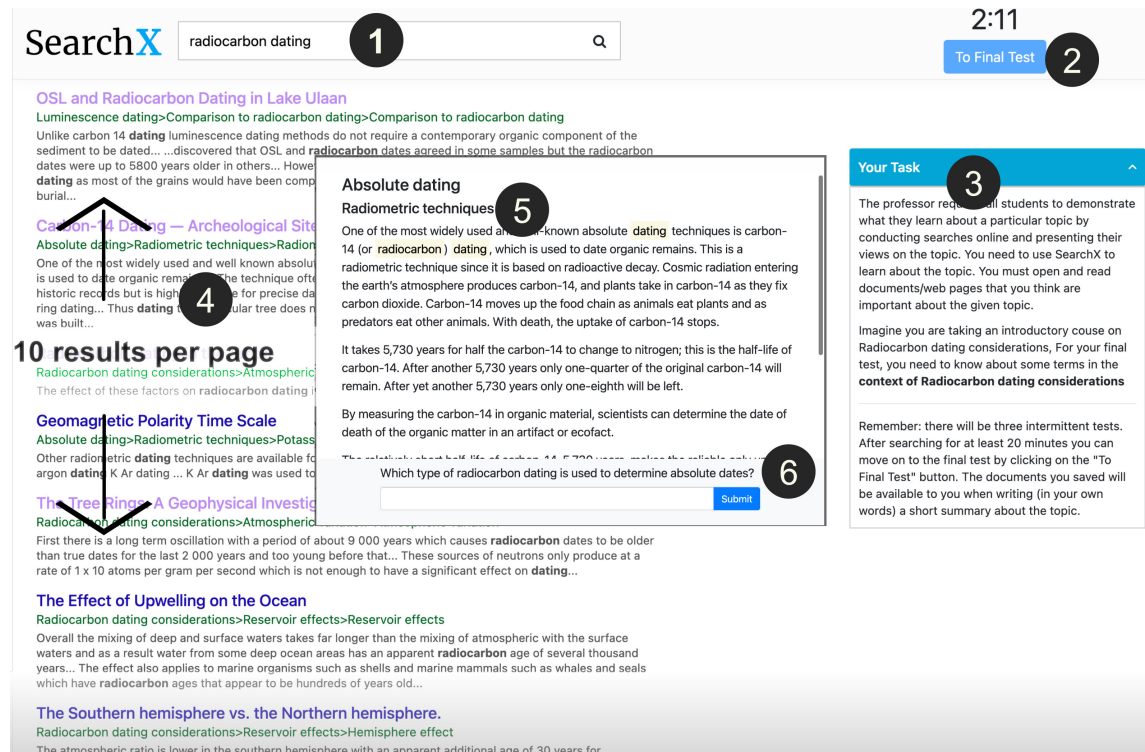 2:11
SearchX
radiocarbon dating
1
To Final Test
2
OSL and Radiocarbon Dating in Lake Ulaan
Luminescence dating>Comparison to radiocarbon dating>Comparison to radiocarbon dating
Unlike carbon 14 dating luminescence dating methods do not require a contemporary organic component of the
sediment to be dated... ...discovered that OSL and radiocarbon dates agreed in some samples but the radiocarbon
dates were up to 5800 years older in others...
dating as most of the grains would have been
burial...
Carbon-14 Dating — Archeological
Absolute dating>Radiometric techniques>
One of the most widely used and well known
is used to date organic The technique
historic records but is for precise
ring dating... Thus dating does
was built...
4
10 results per page
Radiocarbon dating considerations>
The effect of these factors on radiocarbon dating
Geomagnetic Polarity Time Scale
Absolute dating>Radiometric techniques>
Other radiometric dating techniques are available
argon dating K Ar dating ... K Ar dating was used to
The Tree Rings- A Geophysical
Radiocarbon dating considerations>
First there is a long term oscillation with a period of about 9 000 years which causes radiocarbon dates to be older
than true dates for the last 2 000 years and too young before that... These sources of neutrons only produce at a
rate of 1 x 10 atoms per gram per second which is not enough to have a significant effect on dating...
The Effect of Upwelling on the Ocean
Radiocarbon dating considerations>Reservoir effects>Reservoir effects
Overall the mixing of deep and surface waters takes far longer than the mixing of atmospheric with the surface
waters and as a result water from some deep ocean areas has an apparent radiocarbon age of several thousand
years... The effect also applies to marine organisms such as shells and marine mammals such as whales and seals
which have radiocarbon ages that appear to be hundreds of years old...
The Southern hemisphere vs. the Northern hemisphere.
Radiocarbon dating considerations>Reservoir effects>Hemisphere effect
The atmospheric ratio is lower in the southern hemisphere with an apparent additional age of 30 years for
Absolute dating
Radiometric techniques
5
One of the most widely used and well-known absolute dating techniques is carbon-
14 (or radiocarbon) dating, which is used to date organic remains. This is a
radiometric technique since it is based on radioactive decay. Cosmic radiation entering
the earth's atmosphere produces carbon-14, and plants take in carbon-14 as they fix
carbon dioxide. Carbon-14 moves up the food chain as animals eat plants and as
predators eat other animals. With death, the uptake of carbon-14 stops.
It takes 5,730 years for half the carbon-14 to change to nitrogen; this is the half-life of
carbon-14. After another 5,730 years only one-quarter of the original carbon-14 will
remain. After yet another 5,730 years only one-eighth will be left.
By measuring the carbon-14 in organic material, scientists can determine the date of
death of the organic matter in an artifact or ecofact.
Which type of radiocarbon dating is used to determine absolute dates?
6
Submit
Your Task
3
The professor all students to demonstrate
what they learn about a particular topic by
conducting searches online and presenting their
views on the topic. You need to use SearchX to
learn about the topic. You must open and read
documents/web pages that you think are
important about the given topic.
Imagine you are taking an introductory couse on
Radiocarbon dating considerations, For your final
test, you need to know about some terms in the
context of Radiocarbon dating considerations
Remember: there will be three intermittent tests.
After searching for at least 20 minutes you can
move on to the final test by clicking on the "To
Final Test" button. The documents you saved will
be available to you when writing (in your own
words) a short summary about the topic.